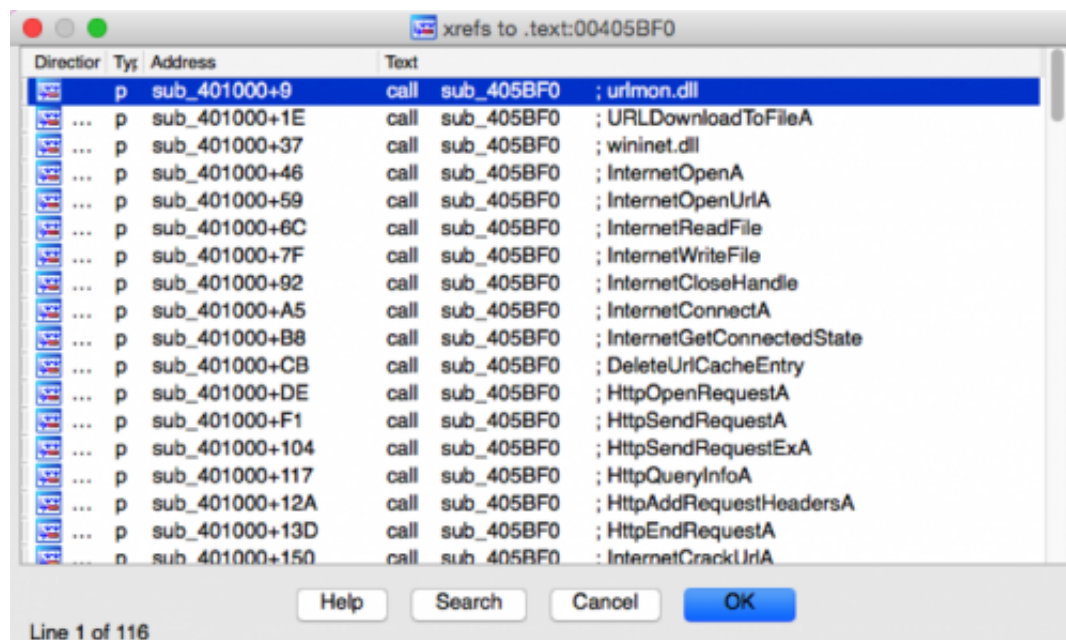 xrefs to .text:00405BF0
Direction Typ Address Text
p sub_401000+9 call sub_405BF0 ; urlmon.dll
... p sub_401000+1E call sub_405BF0 ; URLDownloadToFileA
... p sub_401000+37 call sub_405BF0 ; wininet.dll
... p sub_401000+46 call sub_405BF0 ; InternetOpenA
... p sub_401000+59 call sub_405BF0 ; InternetOpenUrlA
... p sub_401000+6C call sub_405BF0 ; InternetReadFile
... p sub_401000+7F call sub_405BF0 ; InternetWriteFile
... p sub_401000+92 call sub_405BF0 ; InternetCloseHandle
... p sub_401000+A5 call sub_405BF0 ; InternetConnectA
... p sub_401000+B8 call sub_405BF0 ; InternetGetConnectedState
... p sub_401000+CB call sub_405BF0 ; DeleteUrlCacheEntry
... p sub_401000+DE call sub_405BF0 ; HttpOpenRequestA
... p sub_401000+F1 call sub_405BF0 ; HttpSendRequestA
... p sub_401000+104 call sub_405BF0 ; HttpSendRequestExA
... p sub_401000+117 call sub_405BF0 ; HttpQueryInfoA
... p sub_401000+12A call sub_405BF0 ; HttpAddRequestHeadersA
... p sub_401000+13D call sub_405BF0 ; HttpEndRequestA
... p sub_401000+150 call sub_405BF0 ; InternetCrackUrlA
Help Search Cancel OK
Line 1 of 116